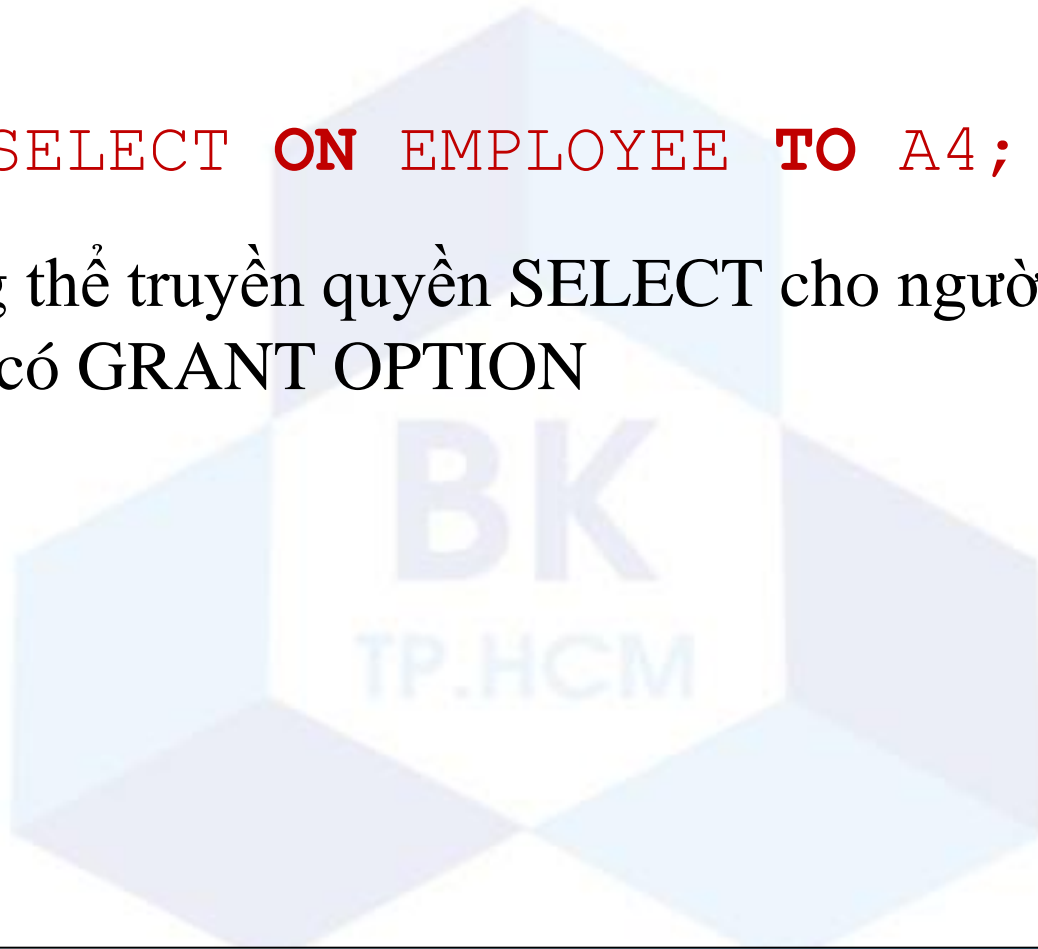 SELECT ON EMPLOYEE TO A4;
thể truyền quyền SELECT cho ngườ
có GRANT OPTION
BK
TP.HCM